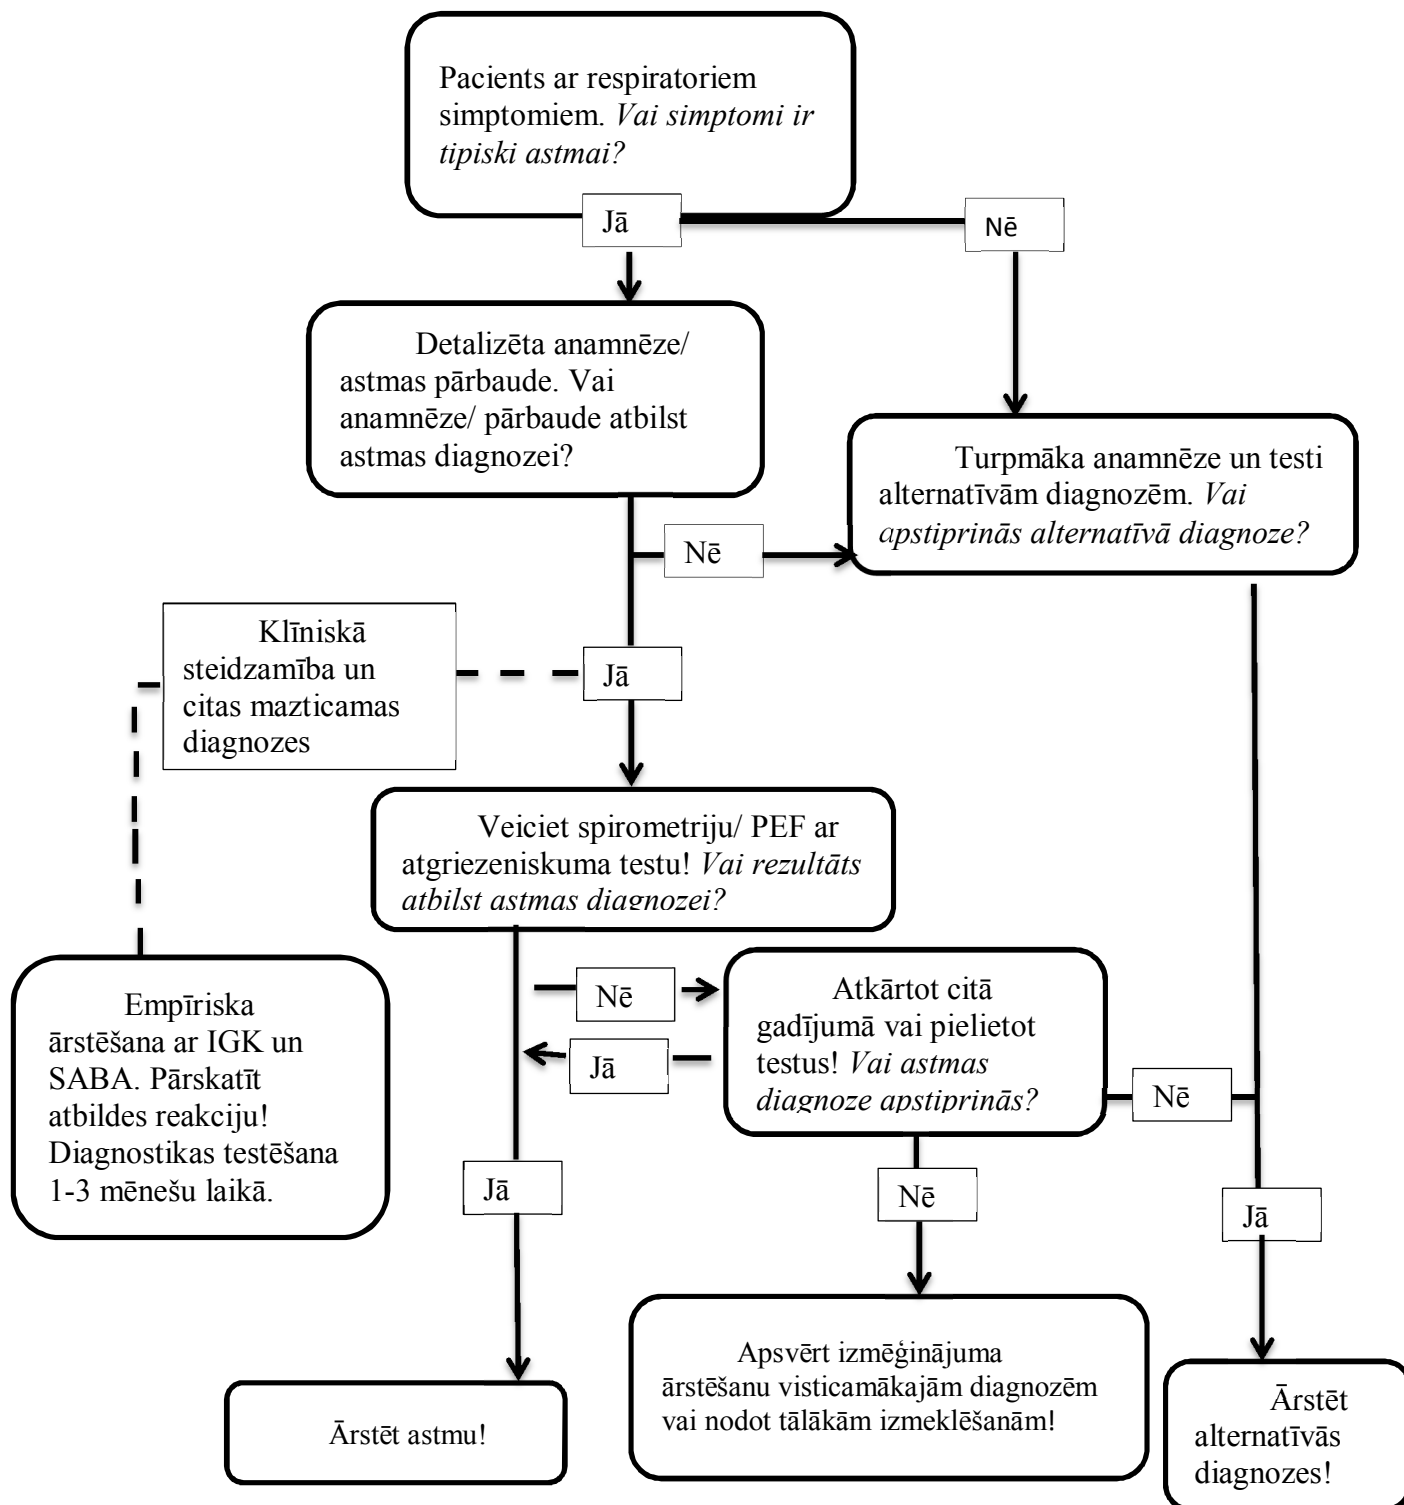 Pacients ar respiratoriem
simptomiem. Vai simptomi ir
tipiski astmai?
Jā
Nē
Detalizēta anamnēze/
astmas pārbaude. Vai
anamnēze/ pārbaude atbilst
astmas diagnozei?
Turpmāka anamnēze un testi
alternatīvām diagnozēm. Vai
apstiprinās alternatīvā diagnoze?
Nē
Klīniskā
steidzamība un
citas mazticamas
diagnozes
Jā
Veiciet spirometriju/ PEF ar
atgriezeniskuma testu! Vai rezultāts
atbilst astmas diagnozei?
Empīriska
ārstēšana ar IGK un
SABA. Pārskatīt
atbildes reakciju!
Diagnostikas testēšana
1-3 mēnešu laikā.
Nē
Jā
Atkārtot citā
gadījumā vai pielietot
testus! Vai astmas
diagnoze apstiprinās?
Nē
Jā
Nē
Jā
Ārstēt astmu!
Apsvērt izmēģinājuma
ārstēšanu visticamākajām diagnozēm
vai nodot tālākām izmeklēšanām!
Ārstēt
alternatīvās
diagnozes!